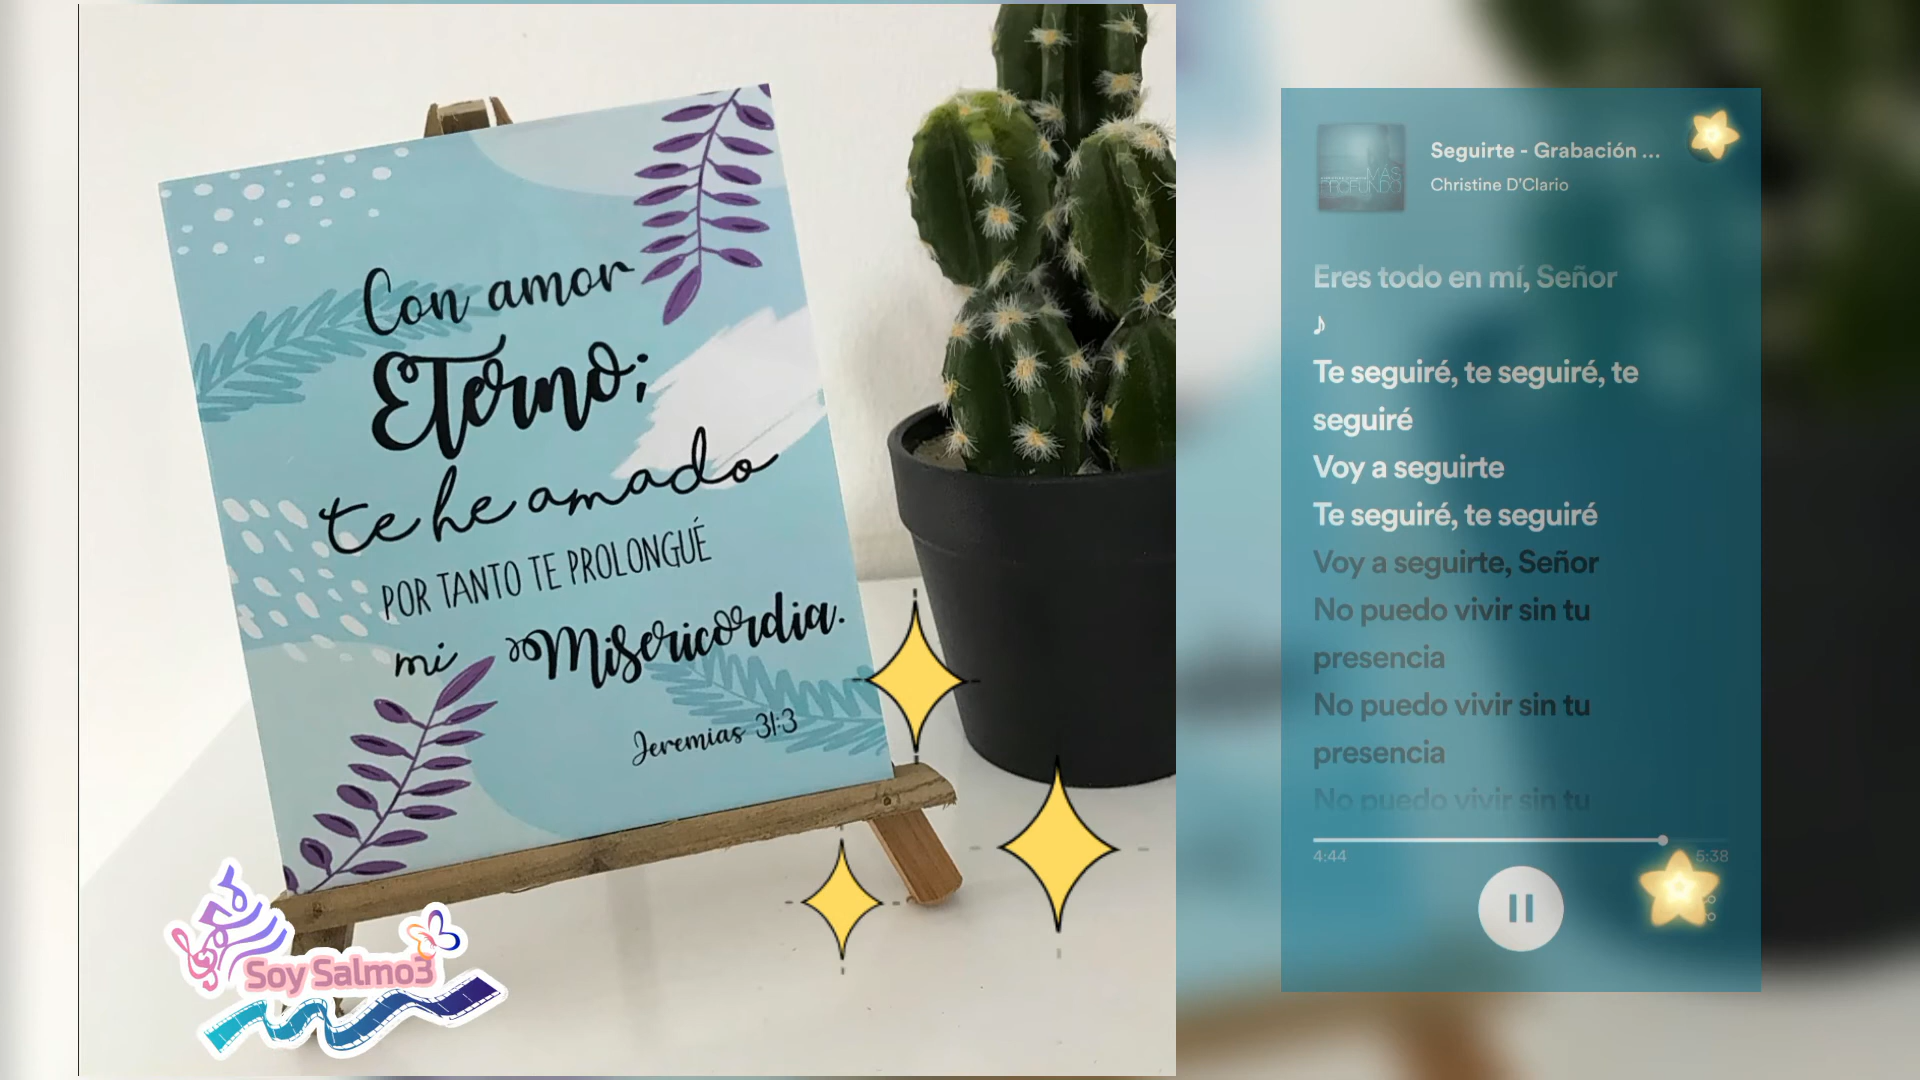 Con amor
Eterno;
te he amado
POR TANTO TE PROLONGUÉ
mi Misericordia.
Jeremias 31:3
Soy Salmo3
Seguirte - Grabación ...
Christine D'Clario
MÁS
PROFUNDO
Eres todo en mí, Señor
♪
Te seguiré, te seguiré, te
seguiré
Voy a seguirte
Te seguiré, te seguiré
Voy a seguirte, Señor
No puedo vivir sin tu
presencia
No puedo vivir sin tu
presencia
No puedo vivir sin tu
4:44
5:38